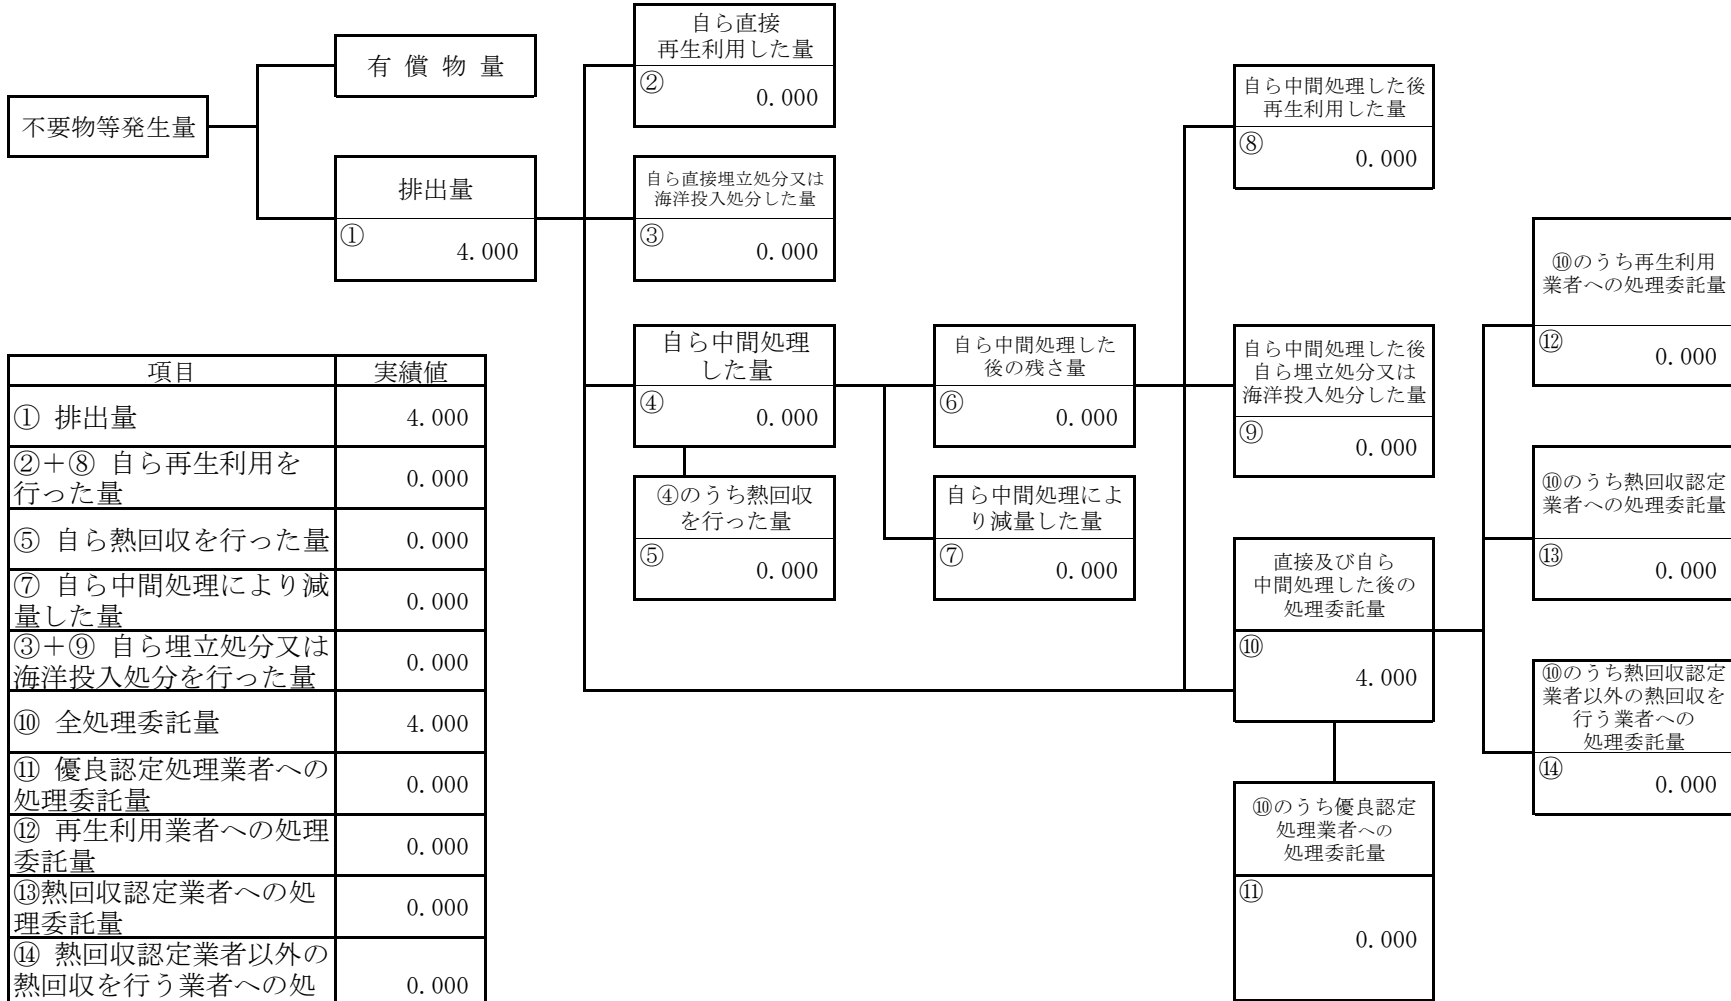 不要物等発生量
有 償 物 量
排出量
①
4.000
自ら直接
再生利用した量
②
0.000
自ら直接埋立処分又は
海洋投入処分した量
③
0.000
自ら中間処理
した量
④
0.000
④のうち熱回収
を行った量
⑤
0.000
自ら中間処理した
後の残さ量
⑥
0.000
自ら中間処理によ
り減量した量
⑦
0.000
自ら中間処理した後
再生利用した量
⑧
0.000
自ら中間処理した後
自ら埋立処分又は
海洋投入処分した量
⑨
0.000
直接及び自ら
中間処理した後の
処理委託量
⑩
4.000
⑩のうち優良認定
処理業者への
処理委託量
⑪
0.000
⑩のうち再生利用
業者への処理委託量
⑫
0.000
⑩のうち熱回収認定
業者への処理委託量
⑬
0.000
⑩のうち熱回収認定
業者以外の熱回収を
行う業者への
処理委託量
⑭
0.000
項目 実績値
① 排出量 4.000
②+⑧ 自ら再生利用を
行った量 0.000
⑤ 自ら熱回収を行った量 0.000
⑦ 自ら中間処理により減
量した量 0.000
③+⑨ 自ら埋立処分又は
海洋投入処分を行った量 0.000
⑩ 全処理委託量 4.000
⑪ 優良認定処理業者への
処理委託量 0.000
⑫ 再生利用業者への処理
委託量 0.000
⑬熱回収認定業者への処
理委託量 0.000
⑭ 熱回収認定業者以外の
熱回収を行う業者への処 0.000